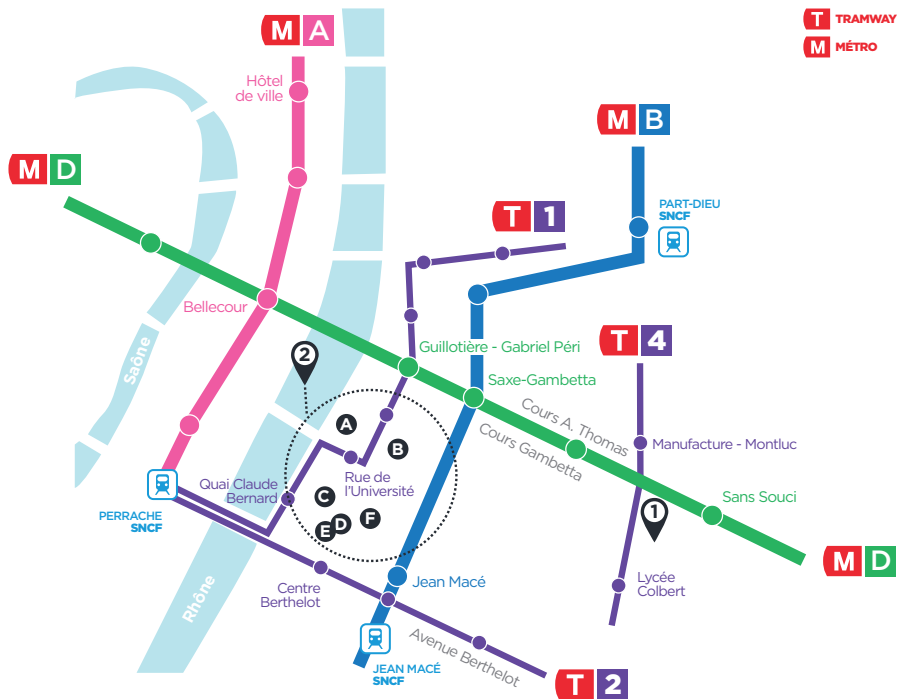 T TRAMWAY
M MÉTRO
M A
Hôtel
de ville
M B
M D
PART-DIEU
SNCF
T 1
Bellecour
Saône
2
Guillotière - Gabriel Péri
T 4
Saxe-Gambetta
Cours A. Thomas
Cours Gambetta
Manufacture - Montluc
A
B
Rue de
l'Université
Quai Claude
Bernard
C
D
E
F
Sans Souci
1
PERRACHE
SNCF
M D
Rhône
Centre
Berthelot
Jean Macé
Lycée
Colbert
Avenue Berthelot
JEAN MACÉ
SNCF
T 2